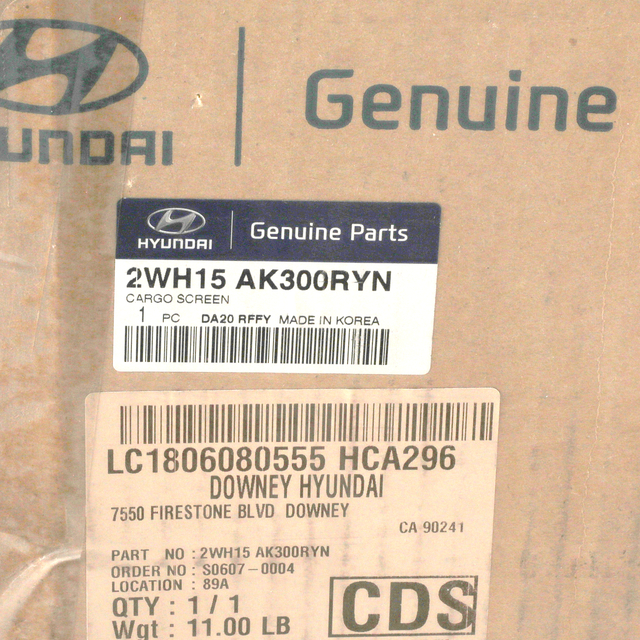 Genuine
HYUNDAI
HYUNDAI Genuine Parts
2WH15 AK300RYN
CARGO SCREEN
1 PC DA20 RFFY MADE IN KOREA
LC1806080555 HCA296
DOWNEY HYUNDAI
7550 FIRESTONE BLVD DOWNEY
CA 90241
PART NO : 2WH15 AK300RYN
ORDER NO : S0607-0004
LOCATION : 89A
QTY : 1 / 1
Wgt : 11.00 LB
CDS